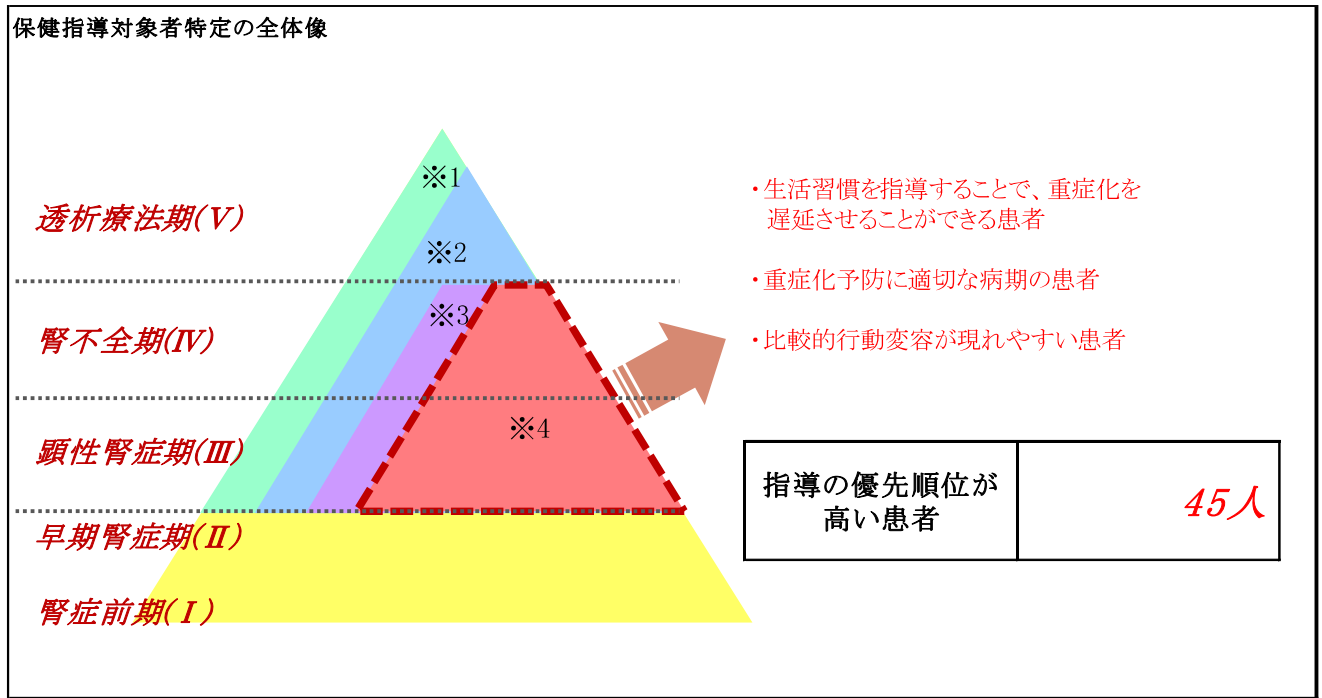 保健指導対象者特定の全体像
※1
透析療法期(Ⅴ)
※2
・生活習慣を指導することで、重症化を
遅延させることができる患者
・重症化予防に適切な病期の患者
・比較的行動変容が現れやすい患者
※3
腎不全期(Ⅳ)
※4
顕性腎症期(Ⅲ)
指導の優先順位が
高い患者
45人
早期腎症期(Ⅱ)
腎症前期(Ⅰ)